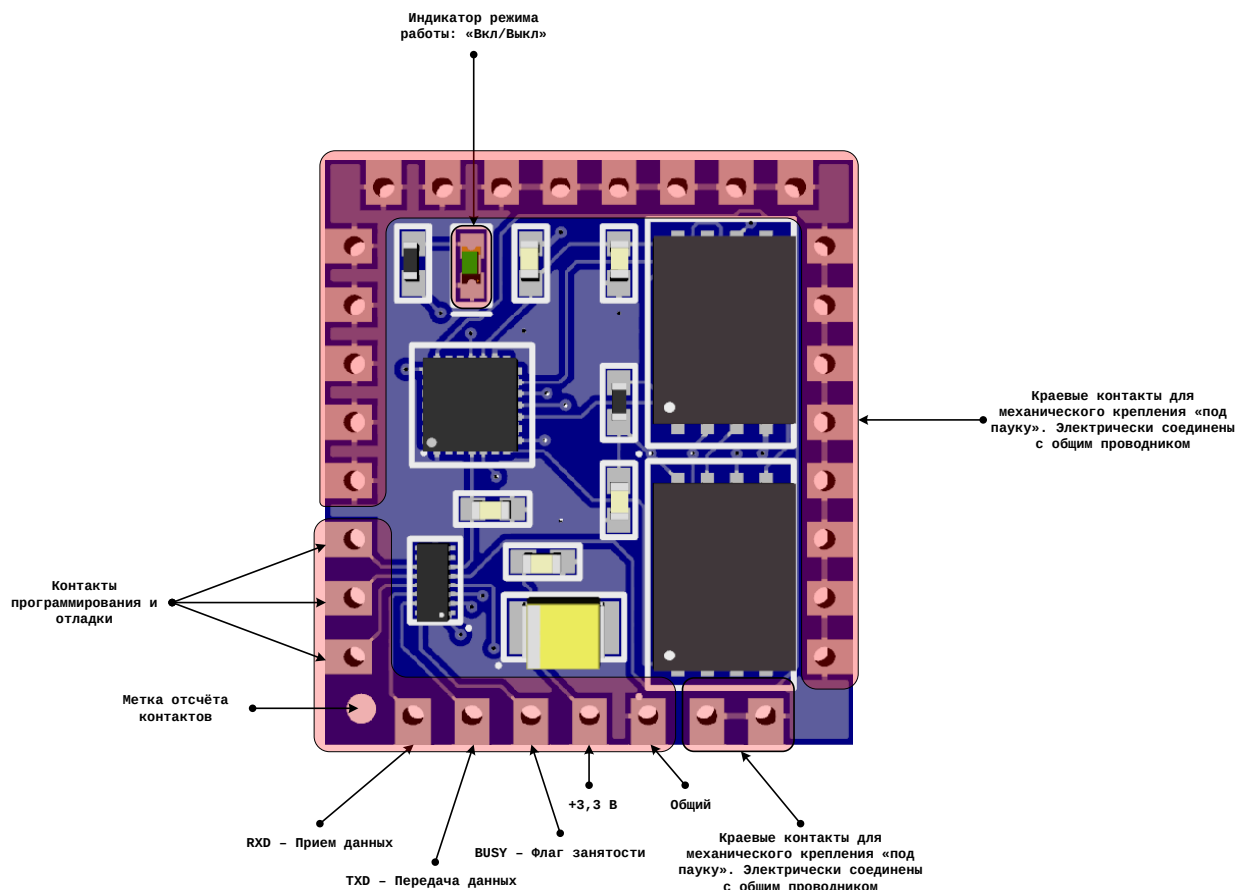 Индикатор режима
работы: «Вкл/Выкл»
Краевые контакты для
механического крепления «под
пауку». Электрически соединены
с общим проводником
Контакты
программирования и
отладки
Метка отсчёта
контактов
+3,3 В
Общий
RXD – Прием данных
BUSY – Флаг занятости
TXD – Передача данных
Краевые контакты для
механического крепления «под
пауку». Электрически соединены
с общим проводником